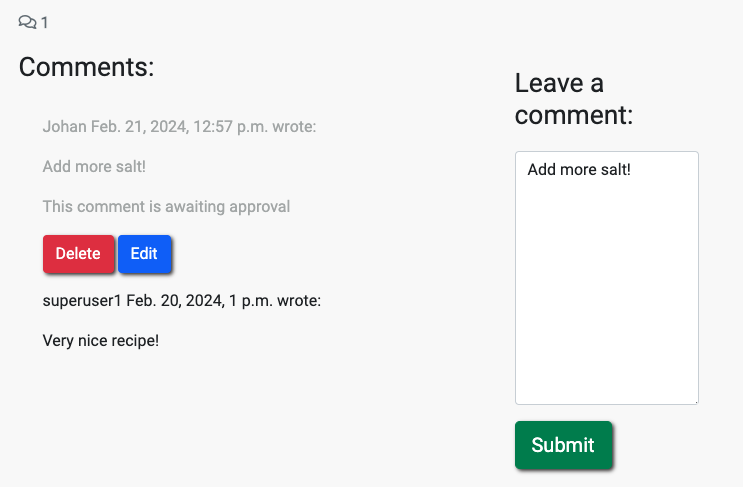 1
Comments:
Johan Feb. 21, 2024, 12:57 p.m. wrote:
Add more salt!
This comment is awaiting approval
Delete Edit
superuser1 Feb. 20, 2024, 1 p.m. wrote:
Very nice recipe!
Leave a
comment:
Add more salt!
Submit